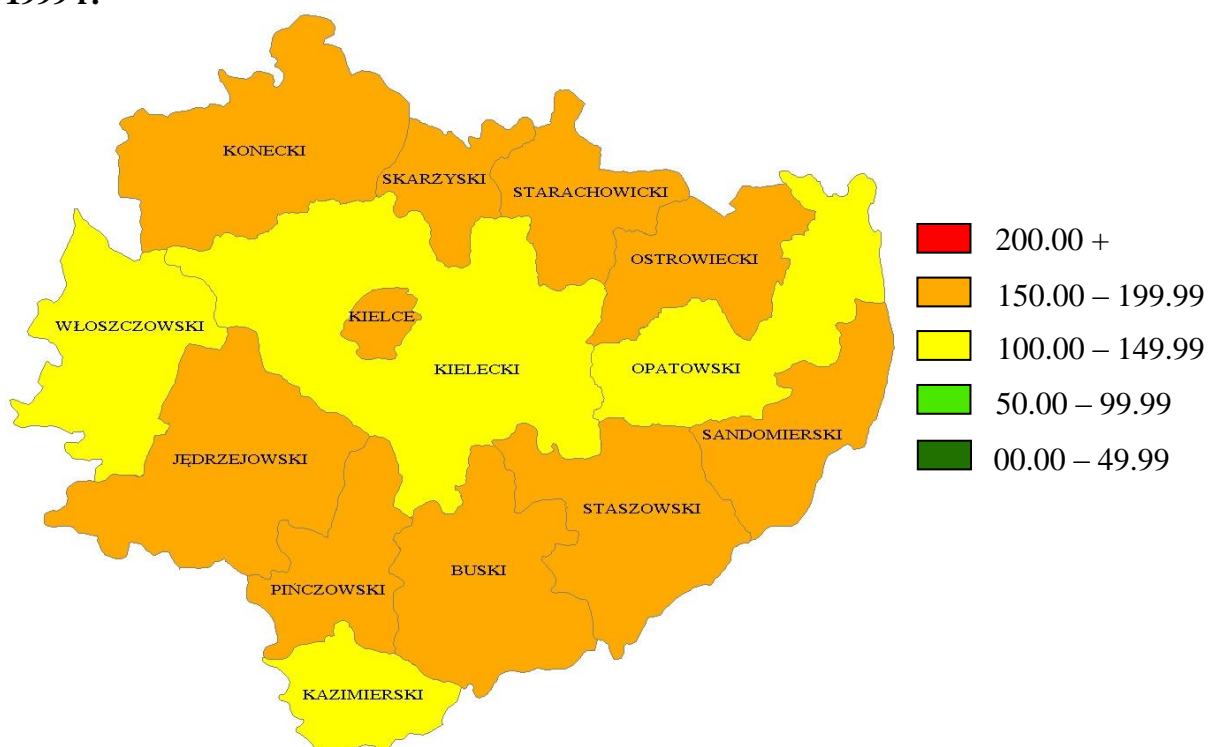 1999 r.
KONECKI
SKARŻYSKI
STARACHOWICKI
OSTROWIECKI
WŁOSZCZOWSKI
KIELCE
KIELECKI
OPATOWSKI
SANDOMIERSKI
JĘDRZEJOWSKI
STASZOWSKI
BUSKI
PIŃCZOWSKI
KAZIMIERSKI
200.00 +
150.00 – 199.99
100.00 – 149.99
50.00 – 99.99
00.00 – 49.99